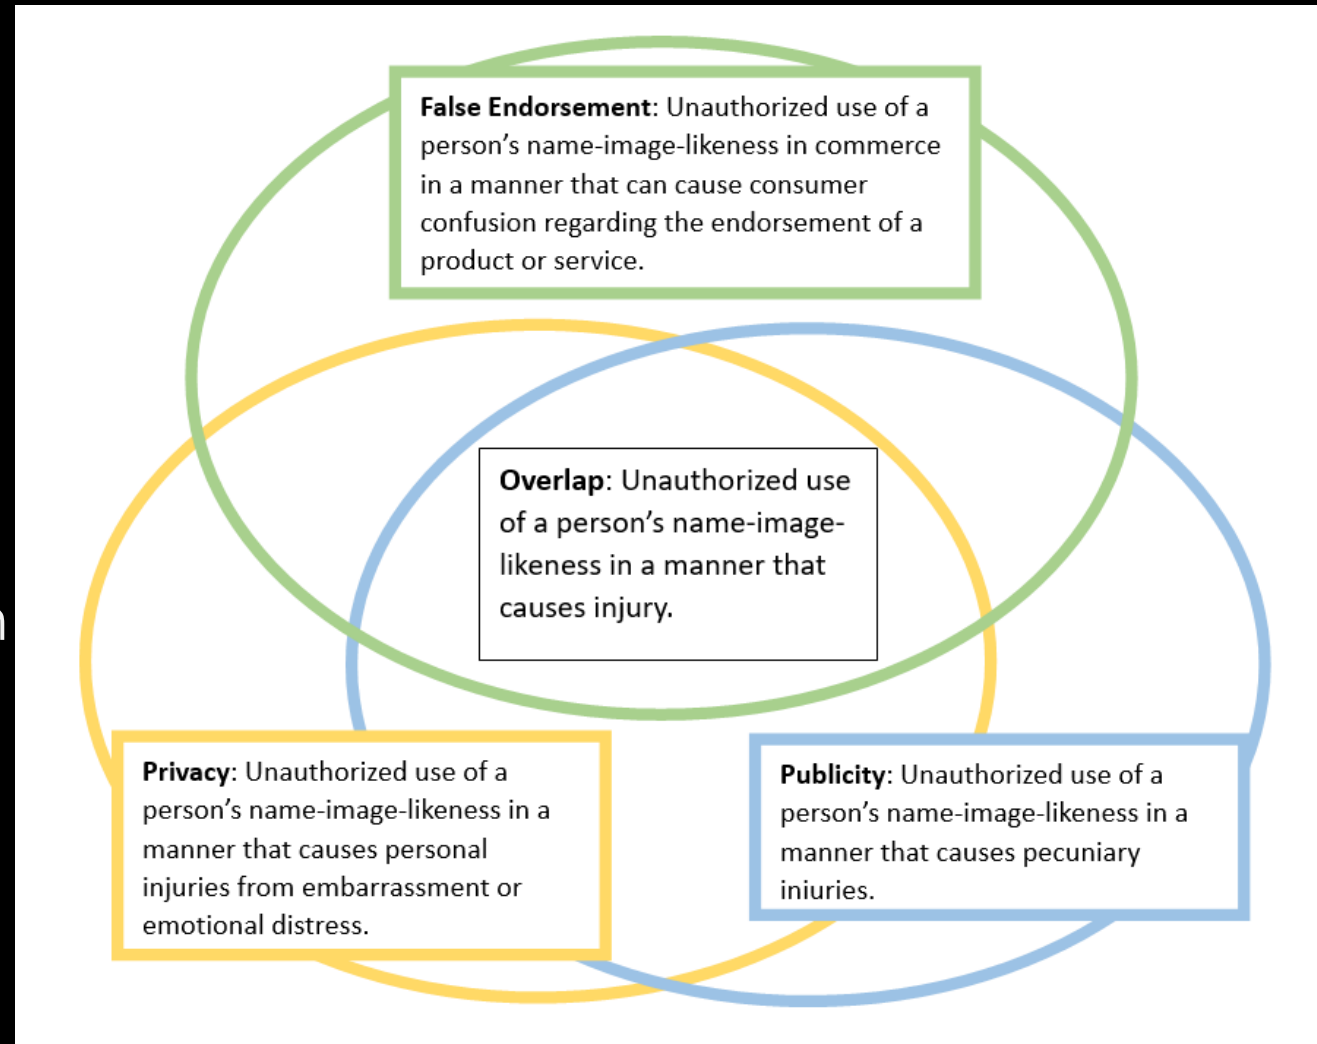 False Endorsement: Unauthorized use of a
person’s name-image-likeness in commerce
in a manner that can cause consumer
confusion regarding the endorsement of a
product or service.
Overlap: Unauthorized use
of a person’s name-image-
likeness in a manner that
causes injury.
Privacy: Unauthorized use of a
person’s name-image-likeness in a
manner that causes personal
injuries from embarrassment or
emotional distress.
Publicity: Unauthorized use of a
person’s name-image-likeness in a
manner that causes pecuniary
injuries.